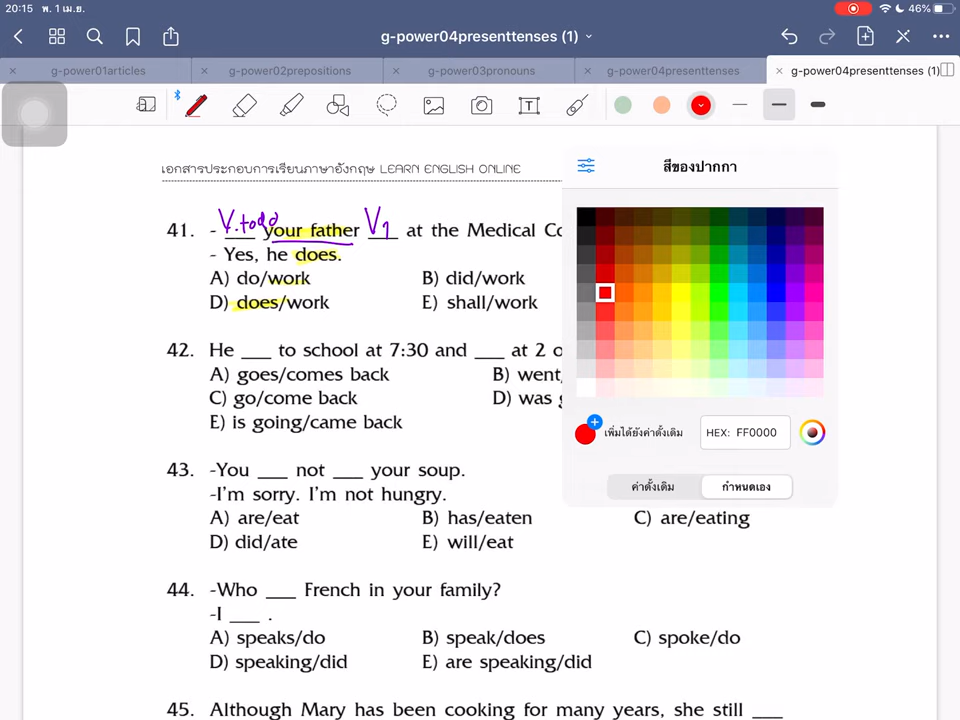 20:15 พ. 1 เม.ย. 46%
g-power04presenttenses (1)
g-power01articles g-power02prepositions g-power03pronouns g-power04presenttenses g-power04presenttenses (1)
เอกสารประกอบการเรียนภาษาอังกฤษ LEARN ENGLISH ONLINE
สีของปากกา
V.todo V1
41. - ___ your father ___ at the Medical Co
- Yes, he does.
A) do/work B) did/work
D) does/work E) shall/work
42. He ___ to school at 7:30 and ___ at 2 o
A) goes/comes back B) went,
C) go/come back D) was g
E) is going/came back
เพิ่มได้ยังค่าดั้งเดิม HEX: FF0000
ค่าดั้งเดิม กำหนดเอง
43. -You ___ not ___ your soup.
-I'm sorry. I'm not hungry.
A) are/eat B) has/eaten C) are/eating
D) did/ate E) will/eat
44. -Who ___ French in your family?
-I ___ .
A) speaks/do B) speak/does C) spoke/do
D) speaking/did E) are speaking/did
45. Although Mary has been cooking for many years, she still ___